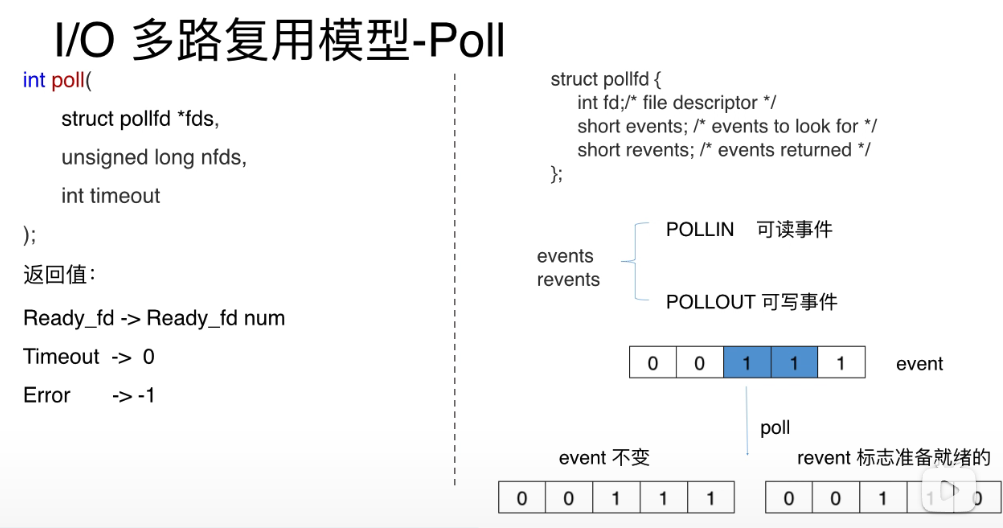 I/O 多路复用模型-Poll
int poll(
struct pollfd *fds,
unsigned long nfds,
int timeout
);
返回值：
Ready_fd -> Ready_fd num
Timeout -> 0
Error -> -1
struct pollfd {
int fd;/* file descriptor */
short events; /* events to look for */
short revents; /* events returned */
};
events
revents
POLLIN 可读事件
POLLOUT 可写事件
0 0 1 1 1 event
poll
event 不变
0 0 1 1 1
revent 标志准备就绪的
0 0 1 1 0